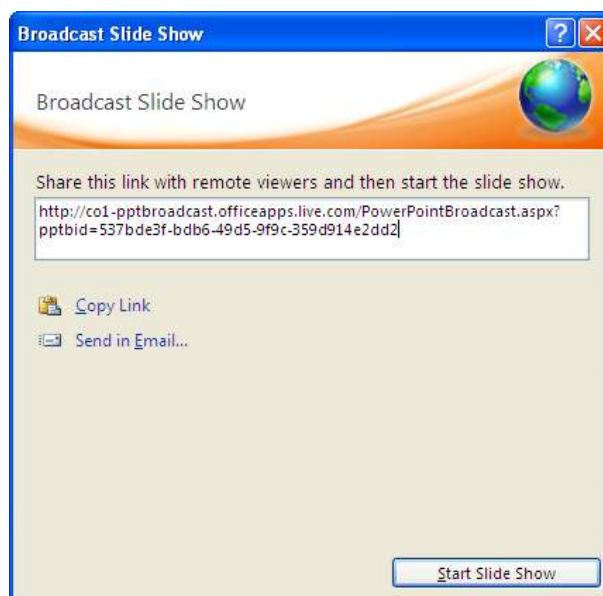 Broadcast Slide Show
Broadcast Slide Show
Share this link with remote viewers and then start the slide show.
http://co1-pptbroadcast.officeapps.live.com/PowerPointBroadcast.aspx?
pptbid=537bde3f-bdb6-49d5-9f9c-359d914e2dd2
Copy Link
Send in Email...
Start Slide Show